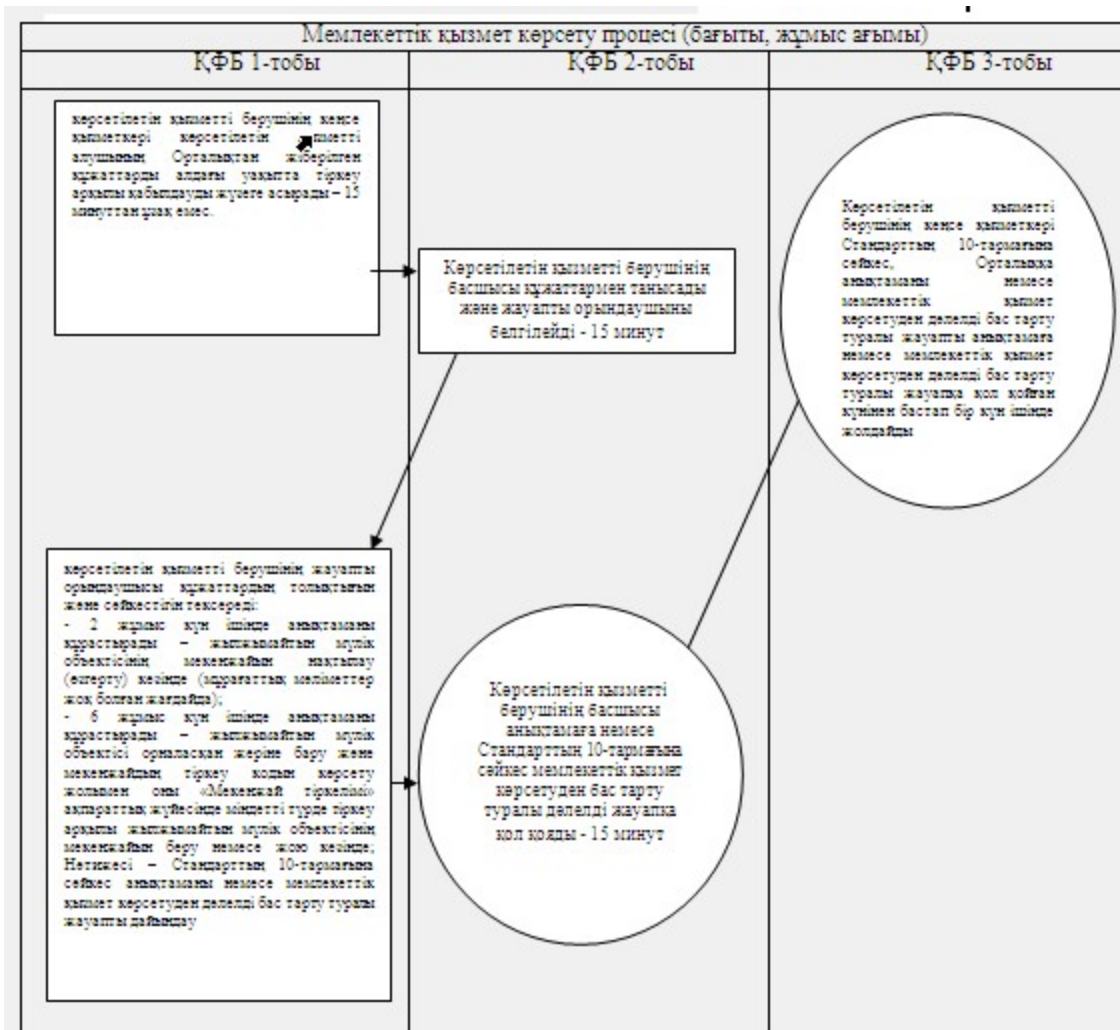 Мемлекеттік қызмет көрсету процесі (бағыты, жұмыс ағымы)
ҚФБ 1-тобы
ҚФБ 2-тобы
ҚФБ 3-тобы
көрсетілетін қызметті берушінің кеңсе
қызметкері көрсетілетін қызметті
алушының Орталықтан жіберілген
құжаттарды алдағы уақытта тіркеу
арқылы қабылдауды жүзеге асырады – 15
минуттан ұзақ емес.
Көрсетілетін қызметті берушінің
басшысы құжаттармен танысады
және жауапты орындаушыны
белгілейді - 15 минут
көрсетілетін қызметті берушінің жауапты
орындаушысы құжаттардың толықтығын
және сәйкестігін тексереді:
- 2 жұмыс күн ішінде анықтаманы
құрастырады – жылжымайтын мүлік
объектісінің мекенжайын нақтылау
(өзгерту) кезінде (мұрағаттық мәліметтер
жоқ болған жағдайда);
- 6 жұмыс күн ішінде анықтаманы
құрастырады – жылжымайтын мүлік
объектісі орналасқан жеріне бару және
мекенжайдың тіркеу кодын көрсету
жолымен оны «Мекенжай тіркелімі»
ақпараттық жүйесінде міндетті түрде тіркеу
арқылы жылжымайтын мүлік объектісінің
мекенжайын беру немесе жою кезінде;
Нәтижесі – Стандарттың 10-тармағына
сәйкес анықтаманы немесе мемлекеттік
қызмет көрсетуден дәлелді бас тарту туралы
жауапты дайындау
Көрсетілетін қызметті
берушінің басшысы
анықтамаға немесе
Стандарттың 10-тармағына
сәйкес мемлекеттік қызмет
көрсетуден бас тарту
туралы дәлелді жауапқа
қол қояды - 15 минут
Көрсетілетін қызметті
берушінің кеңсе қызметкері
Стандарттың 10-тармағына
сәйкес, Орталыққа
анықтаманы немесе
мемлекеттік қызмет
көрсетуден дәлелді бас тарту
туралы жауапты анықтамаға
немесе мемлекеттік қызмет
көрсетуден дәлелді бас тарту
туралы жауапқа қол қойған
күнінен бастап бір күн ішінде
жолдайды